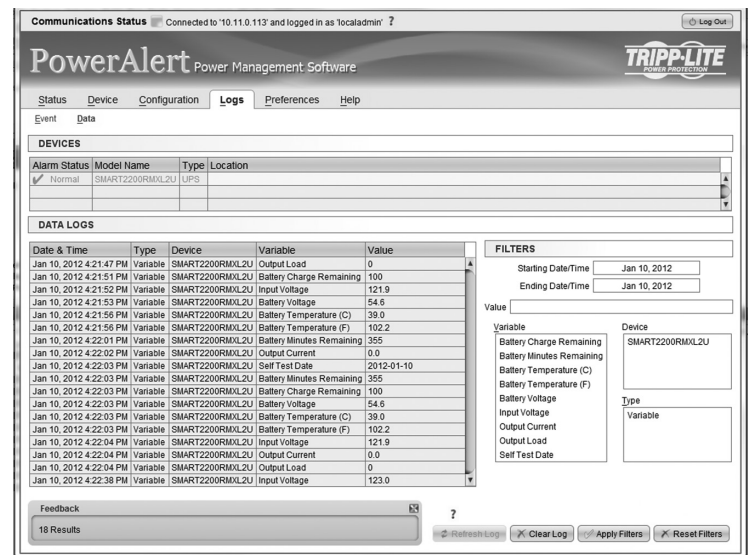 Communications Status Connected to '10.11.0.113' and logged in as 'localadmin' ? Log Out
PowerAlert Power Management Software
TRIPP·LITE
POWER PROTECTION
Status Device Configuration Logs Preferences Help
Event Data
DEVICES
Alarm Status Model Name Type Location
Normal SMART2200RMXL2U UPS
DATA LOGS
Date & Time Type Device Variable Value
Jan 10, 2012 4:21:47 PM Variable SMART2200RMXL2U Output Load 0
Jan 10, 2012 4:21:51 PM Variable SMART2200RMXL2U Battery Charge Remaining 100
Jan 10, 2012 4:21:52 PM Variable SMART2200RMXL2U Input Voltage 121.9
Jan 10, 2012 4:21:53 PM Variable SMART2200RMXL2U Battery Voltage 54.6
Jan 10, 2012 4:21:56 PM Variable SMART2200RMXL2U Battery Temperature (C) 39.0
Jan 10, 2012 4:21:56 PM Variable SMART2200RMXL2U Battery Temperature (F) 102.2
Jan 10, 2012 4:22:01 PM Variable SMART2200RMXL2U Battery Minutes Remaining 355
Jan 10, 2012 4:22:02 PM Variable SMART2200RMXL2U Output Current 0.0
Jan 10, 2012 4:22:03 PM Variable SMART2200RMXL2U Self Test Date 2012-01-10
Jan 10, 2012 4:22:03 PM Variable SMART2200RMXL2U Battery Minutes Remaining 355
Jan 10, 2012 4:22:03 PM Variable SMART2200RMXL2U Battery Charge Remaining 100
Jan 10, 2012 4:22:03 PM Variable SMART2200RMXL2U Battery Voltage 54.6
Jan 10, 2012 4:22:03 PM Variable SMART2200RMXL2U Battery Temperature (C) 39.0
Jan 10, 2012 4:22:03 PM Variable SMART2200RMXL2U Battery Temperature (F) 102.2
Jan 10, 2012 4:22:04 PM Variable SMART2200RMXL2U Input Voltage 121.9
Jan 10, 2012 4:22:04 PM Variable SMART2200RMXL2U Output Current 0.0
Jan 10, 2012 4:22:04 PM Variable SMART2200RMXL2U Output Load 0
Jan 10, 2012 4:22:38 PM Variable SMART2200RMXL2U Input Voltage 123.0
FILTERS
Starting Date/Time Jan 10, 2012
Ending Date/Time Jan 10, 2012
Value
Variable
Battery Charge Remaining
Battery Minutes Remaining
Battery Temperature (C)
Battery Temperature (F)
Battery Voltage
Input Voltage
Output Current
Output Load
Self Test Date
Device
SMART2200RMXL2U
Type
Variable
Feedback
18 Results
?
Refresh Log Clear Log Apply Filters Reset Filters